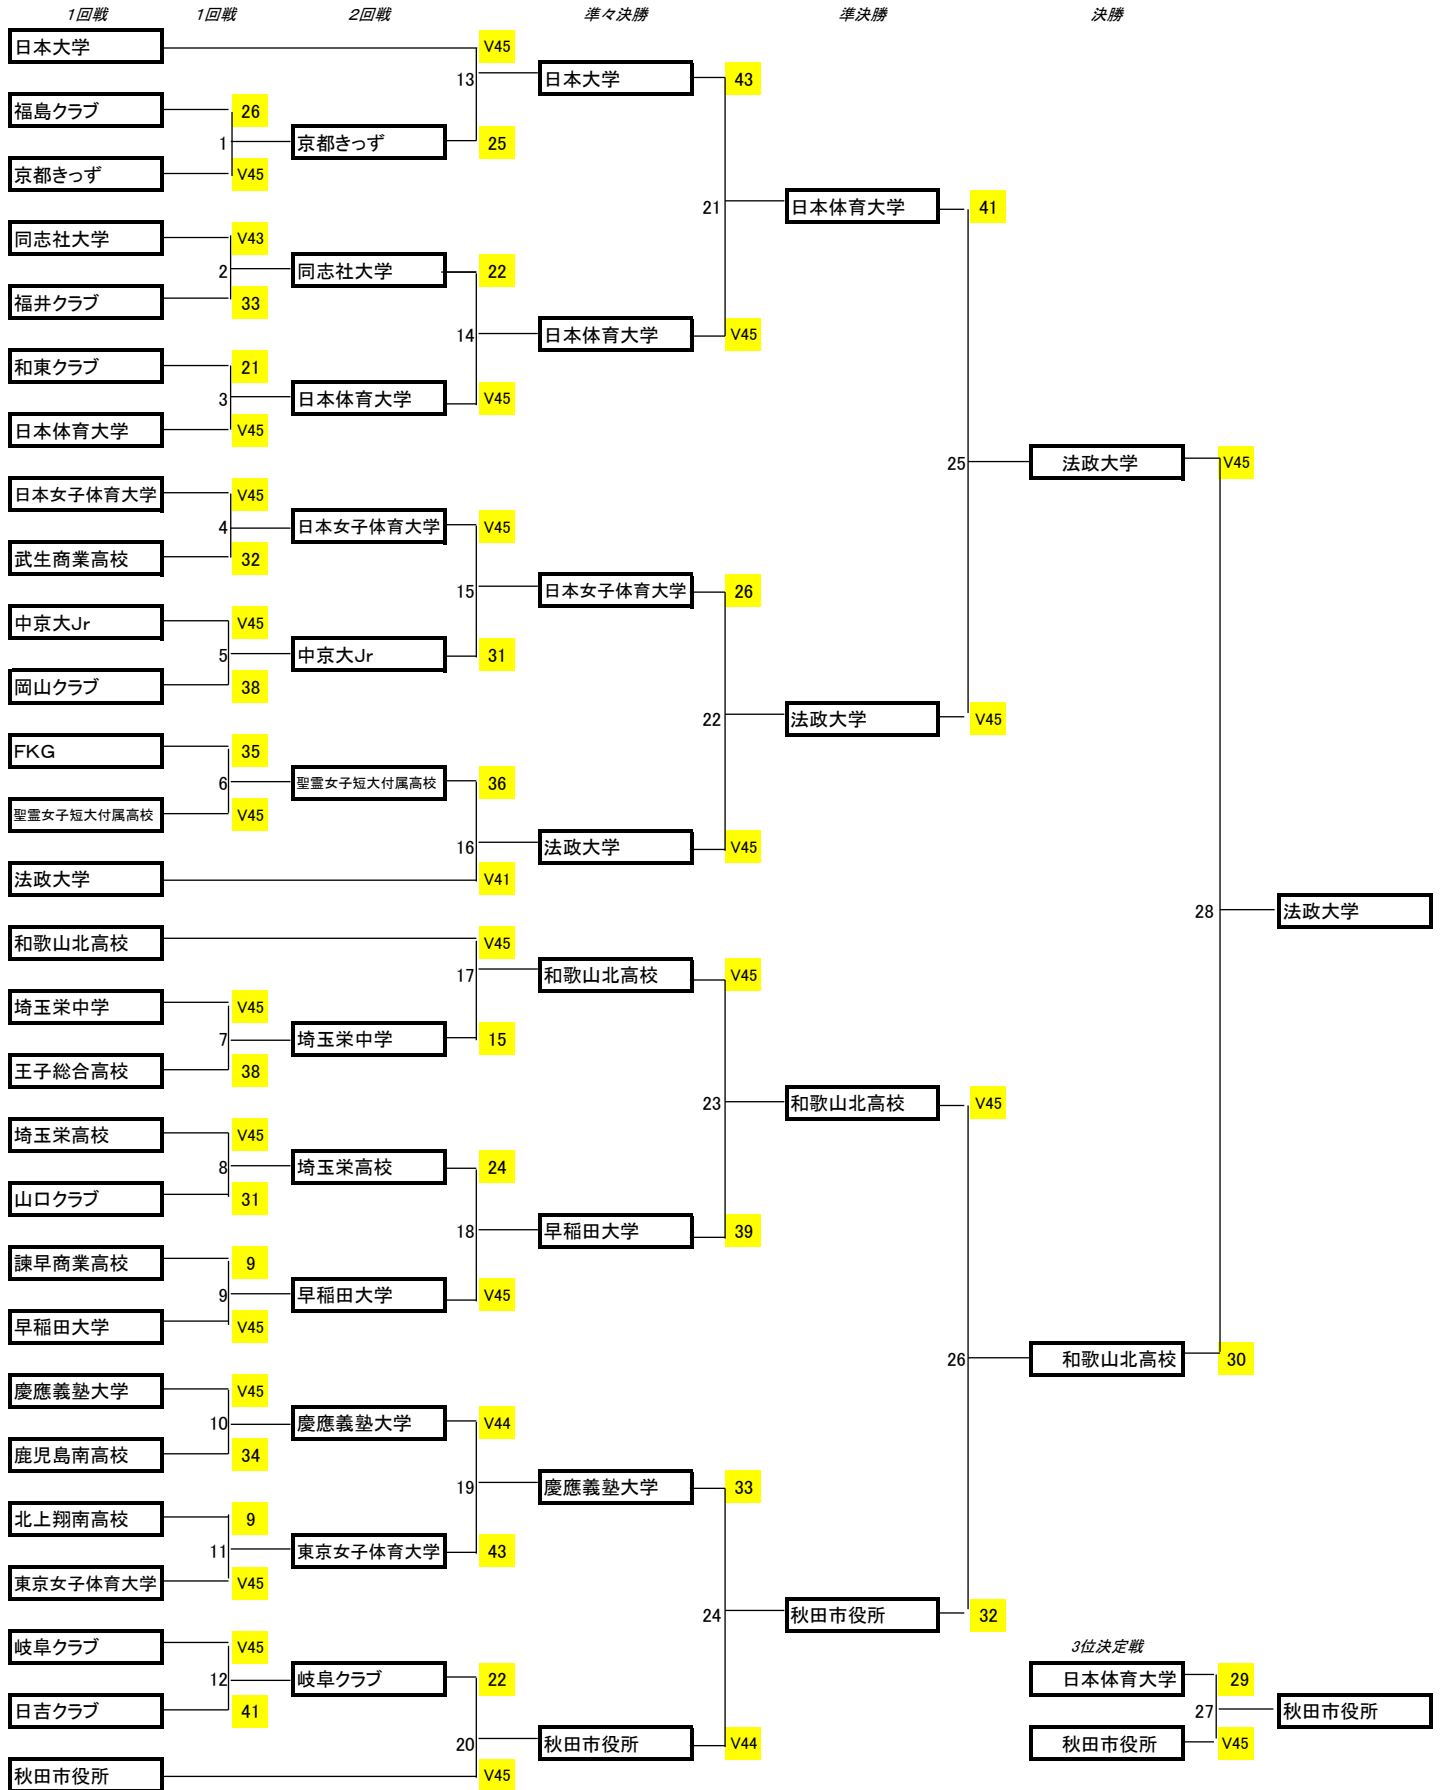 1回戦 1回戦 2回戦 準々決勝 準決勝 決勝
日本大学 V45
13 日本大学 43
福島クラブ 26
1 京都きっず 25
京都きっず V45
21 日本体育大学 41
同志社大学 V43
2 同志社大学 22
福井クラブ 33
14 日本体育大学 V45
和東クラブ 21
3 日本体育大学 V45
日本体育大学 V45
25 法政大学 V45
日本女子体育大学 V45
4 日本女子体育大学 V45
武生商業高校 32
15 日本女子体育大学 26
中京大Jr V45
5 中京大Jr 31
岡山クラブ 38
22 法政大学 V45
FKG 35
6 聖霊女子短大付属高校 36
聖霊女子短大付属高校 V45
16 法政大学 V45
法政大学 V41
28 法政大学
和歌山北高校 V45
17 和歌山北高校 V45
埼玉栄中学 V45
7 埼玉栄中学 15
王子総合高校 38
23 和歌山北高校 V45
埼玉栄高校 V45
8 埼玉栄高校 24
山口クラブ 31
18 早稲田大学 39
諫早商業高校 9
9 早稲田大学 V45
早稲田大学 V45
26 和歌山北高校 30
慶應義塾大学 V45
10 慶應義塾大学 V44
鹿児島南高校 34
19 慶應義塾大学 33
北上翔南高校 9
11 東京女子体育大学 43
東京女子体育大学 V45
24 秋田市役所 32
岐阜クラブ V45
3位決定戦
12 岐阜クラブ 22
日本体育大学 29
日吉クラブ 41
27 秋田市役所
20 秋田市役所 V44
秋田市役所 V45
秋田市役所 V45